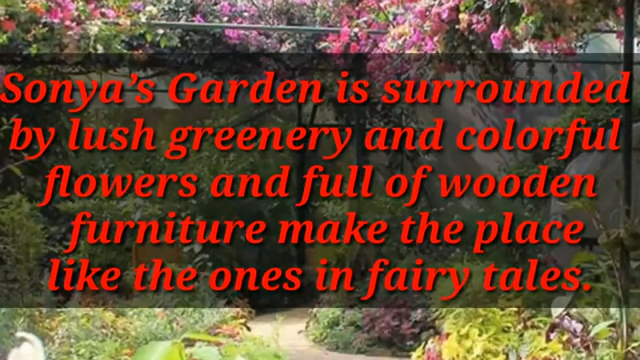 Sonya's Garden is surrounded
by lush greenery and colorful
flowers and full of wooden
furniture make the place
like the ones in fairy tales.